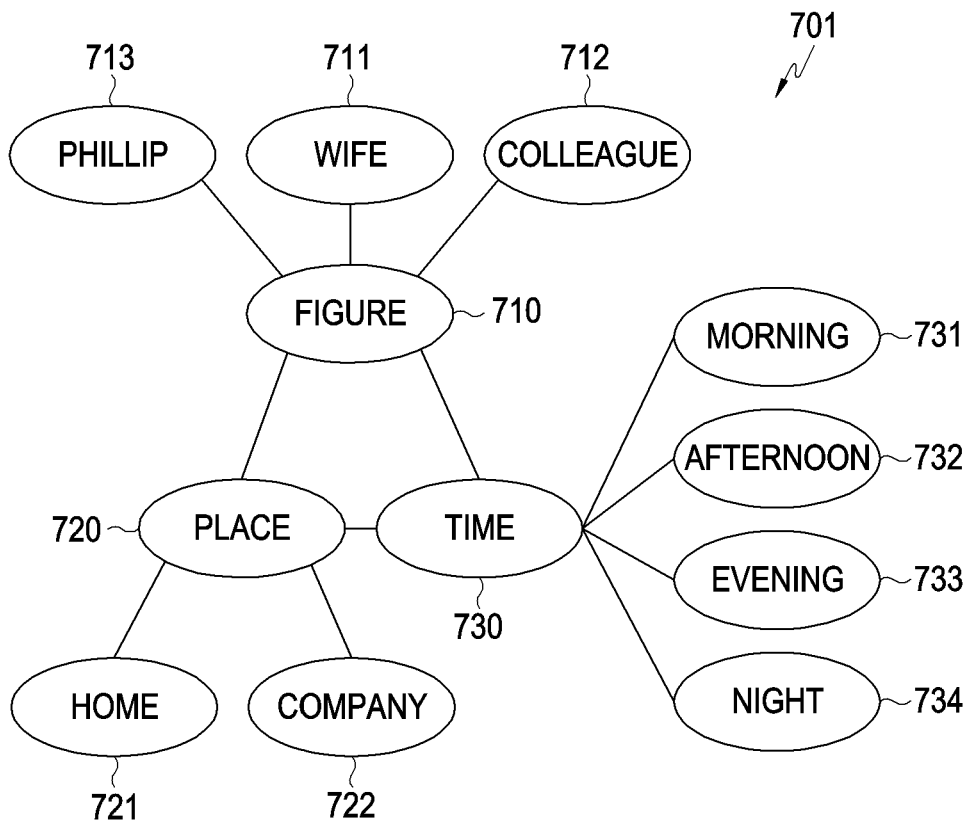 701
713
711
712
PHILLIP
WIFE
COLLEAGUE
FIGURE
710
MORNING
731
AFTERNOON
732
720
PLACE
TIME
730
EVENING
733
HOME
COMPANY
NIGHT
734
721
722